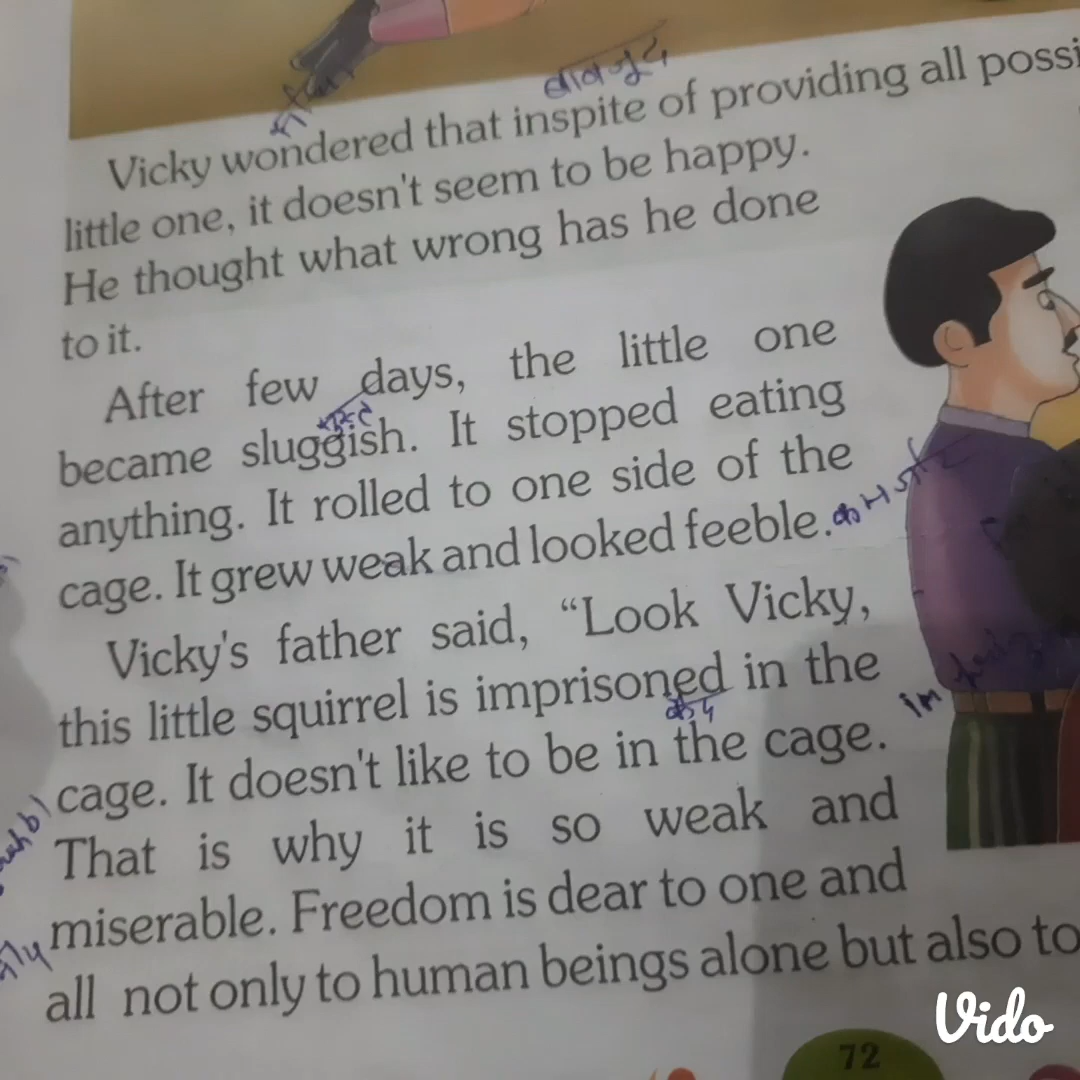 Vicky wondered that inspite of providing all possi
little one, it doesn't seem to be happy.
He thought what wrong has he done
to it.
After few days, the little one
became sluggish. It stopped eating
anything. It rolled to one side of the
cage. It grew weak and looked feeble.
Vicky's father said, “Look Vicky,
this little squirrel is imprisoned in the
cage. It doesn't like to be in the cage.
That is why it is so weak and
miserable. Freedom is dear to one and
all not only to human beings alone but also to
72
Vido